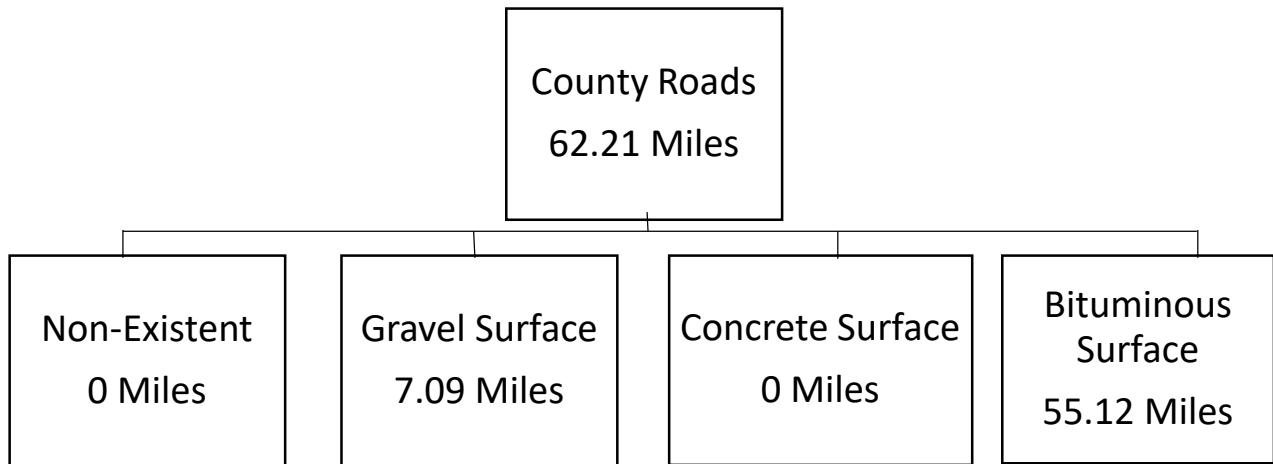 County Roads
62.21 Miles
Non-Existent
0 Miles
Gravel Surface
7.09 Miles
Concrete Surface
0 Miles
Bituminous
Surface
55.12 Miles